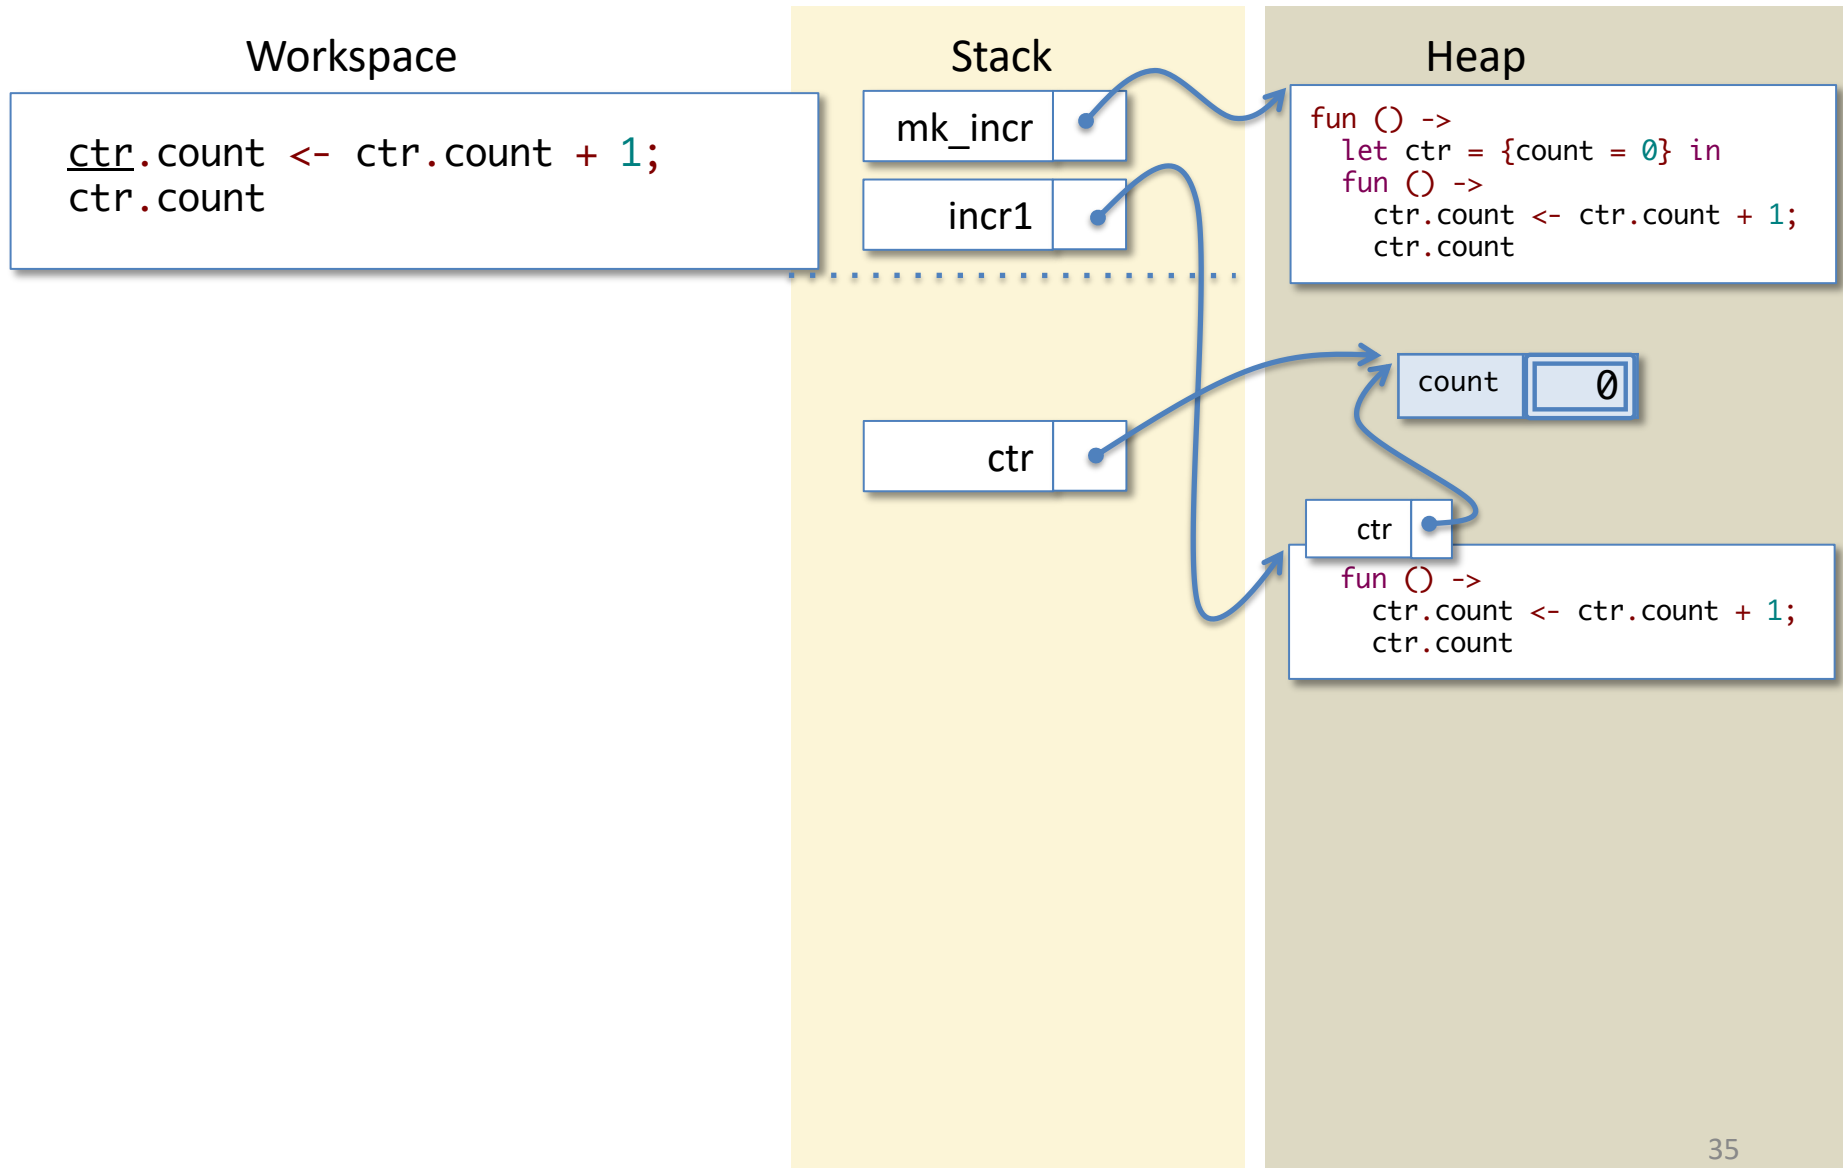 Workspace
ctr.count <- ctr.count + 1;
ctr.count
Stack
mk_incr
incr1
ctr
Heap
fun () ->
let ctr = {count = 0} in
fun () ->
ctr.count <- ctr.count + 1;
ctr.count
count 0
ctr
fun () ->
ctr.count <- ctr.count + 1;
ctr.count
35